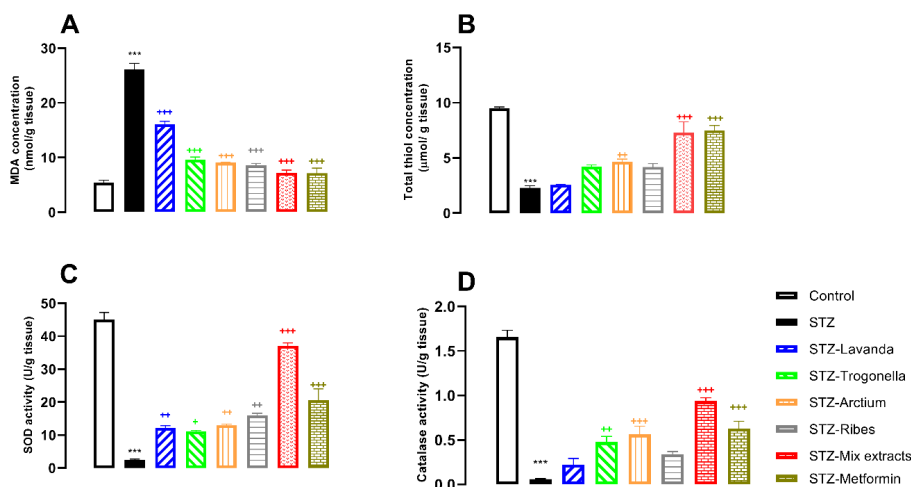 A
MDA concentration
(nmol/g tissue)
30
20
10
0
***
+++
+++
+++
+++
+++
+++
B
Total thiol concentration
(μmol/ g tissue)
15
10
5
0
***
++
+++
+++
C
SOD activity (U/g tissue)
50
40
30
20
10
0
***
++
+
++
++
+++
+++
D
Catalase activity (U/g tissue)
2.0
1.5
1.0
0.5
0.0
***
++
+++
+++
+++
Control
STZ
STZ-Lavanda
STZ-Trogonella
STZ-Arctium
STZ-Ribes
STZ-Mix extracts
STZ-Metformin